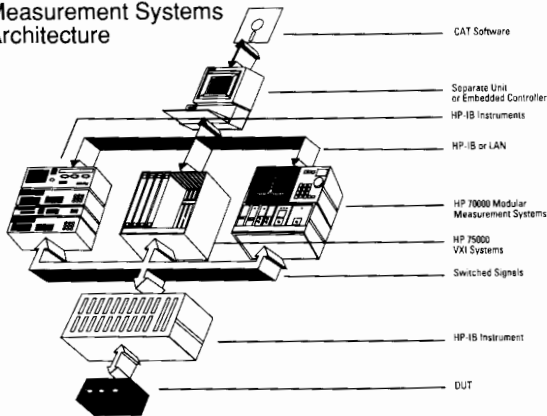 Measurement Systems
Architecture
CAT Software
Separate Unit
or Embedded Controller
HP-IB Instruments
HP-IB or LAN
HP 70000 Modular
Measurement Systems
HP 75000
VXI Systems
Switched Signals
HP-IB Instrument
DUT